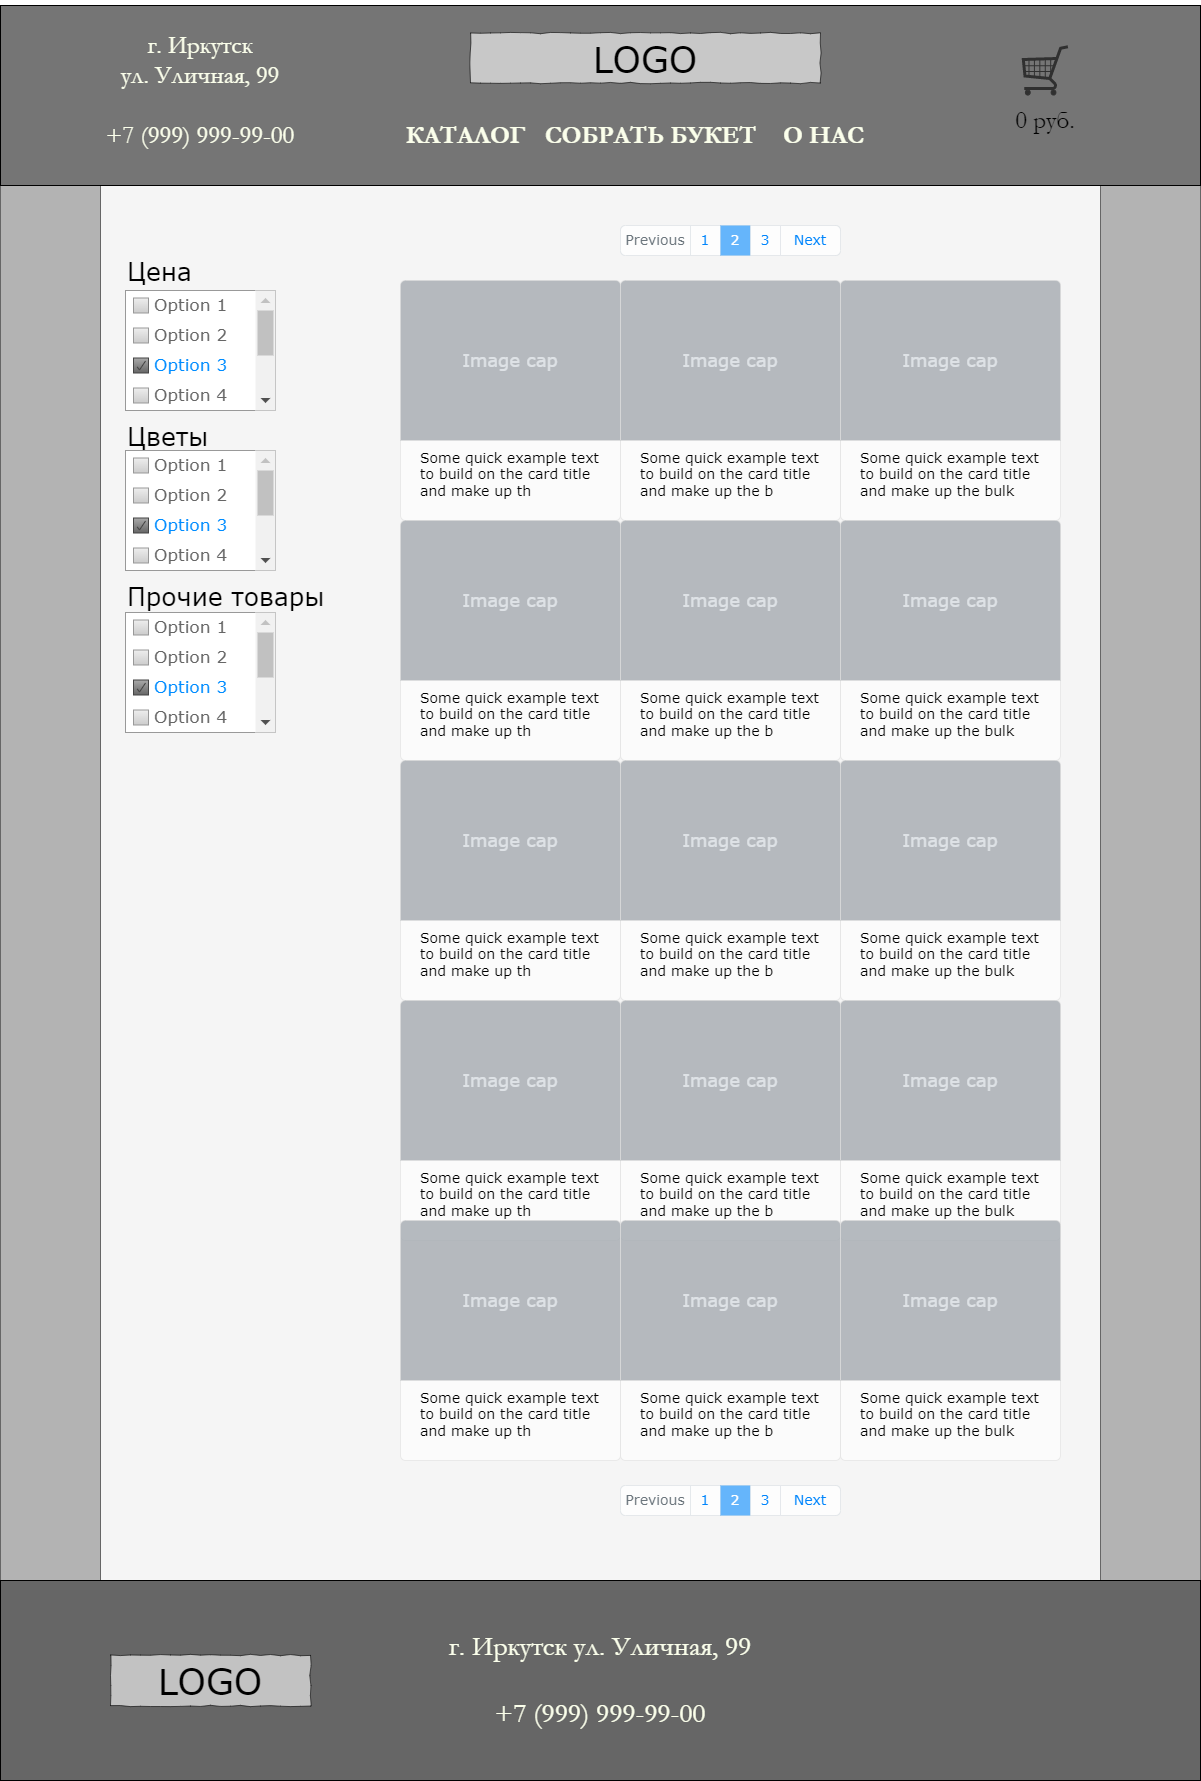 г. Иркутск
ул. Уличная, 99
+7 (999) 999-99-00
LOGO
КАТАЛОГ СОБРАТЬ БУКЕТ О НАС
0 руб.
Previous 1 2 3 Next
Цена
Option 1
Option 2
Option 3
Option 4
Цветы
Option 1
Option 2
Option 3
Option 4
Прочие товары
Option 1
Option 2
Option 3
Option 4
Image cap
Some quick example text
to build on the card title
and make up th
Image cap
Some quick example text
to build on the card title
and make up the b
Image cap
Some quick example text
to build on the card title
and make up the bulk
Image cap
Some quick example text
to build on the card title
and make up th
Image cap
Some quick example text
to build on the card title
and make up the b
Image cap
Some quick example text
to build on the card title
and make up the bulk
Image cap
Some quick example text
to build on the card title
and make up th
Image cap
Some quick example text
to build on the card title
and make up the b
Image cap
Some quick example text
to build on the card title
and make up the bulk
Image cap
Some quick example text
to build on the card title
and make up th
Image cap
Some quick example text
to build on the card title
and make up the b
Image cap
Some quick example text
to build on the card title
and make up the bulk
Image cap
Some quick example text
to build on the card title
and make up th
Image cap
Some quick example text
to build on the card title
and make up the b
Image cap
Some quick example text
to build on the card title
and make up the bulk
Previous 1 2 3 Next
LOGO
г. Иркутск ул. Уличная, 99
+7 (999) 999-99-00